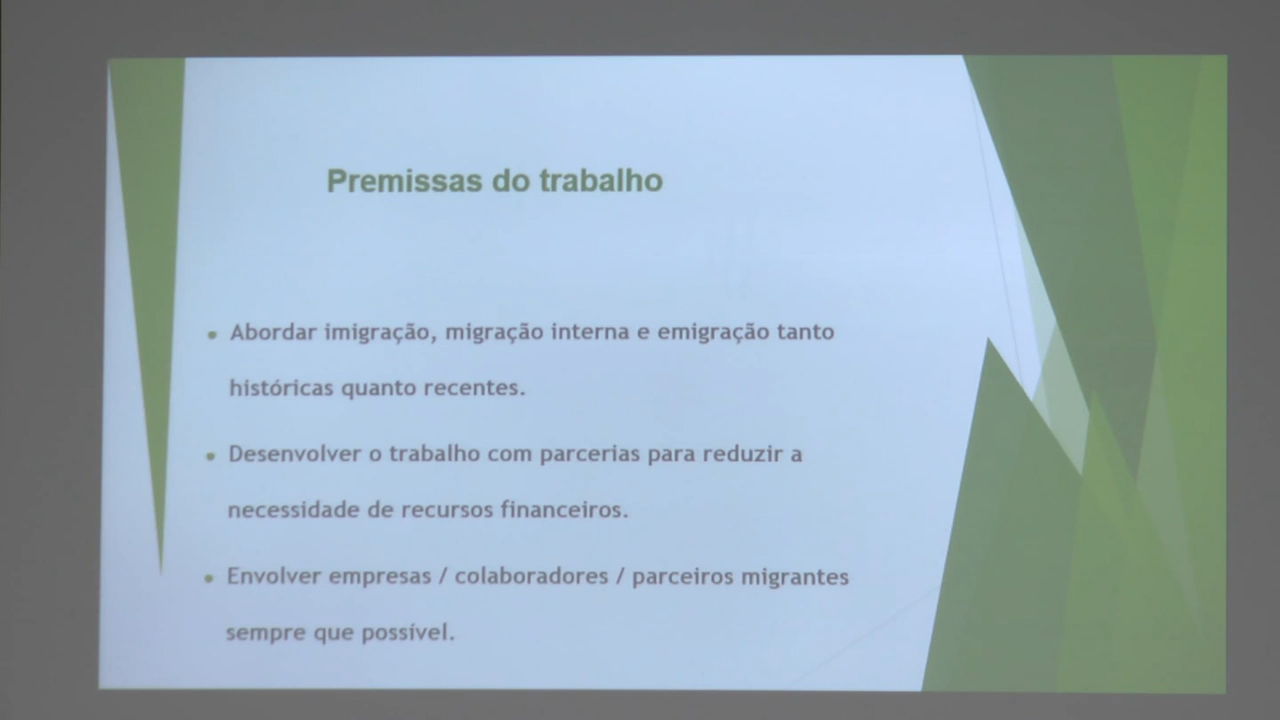 Premissas do trabalho
• Abordar imigração, migração interna e emigração tanto
históricas quanto recentes.
• Desenvolver o trabalho com parcerias para reduzir a
necessidade de recursos financeiros.
• Envolver empresas / colaboradores / parceiros migrantes
sempre que possível.